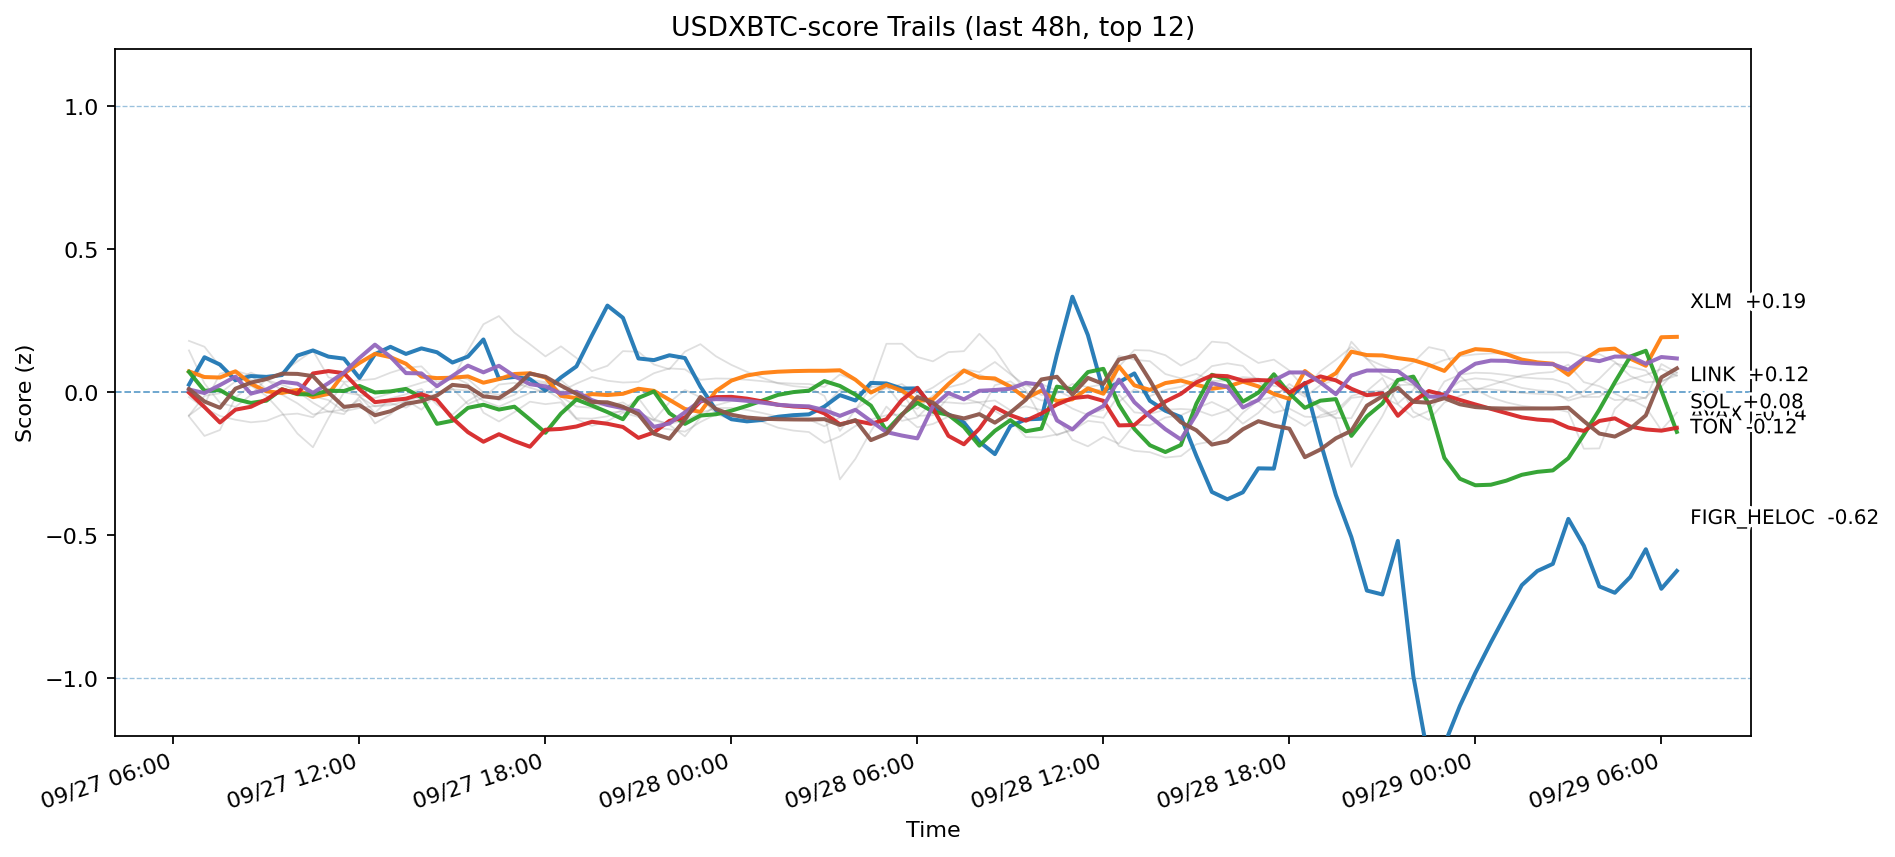 USDXBTC-score Trails (last 48h, top 12)
Score (z)
1.0
0.5
0.0
−0.5
−1.0
XLM +0.19
LINK +0.12
SOL +0.08
AVAX -0.14
TON -0.12
FIGR_HELOC -0.62
09/27 06:00
09/27 12:00
09/27 18:00
09/28 00:00
09/28 06:00
09/28 12:00
09/28 18:00
09/29 00:00
09/29 06:00
Time